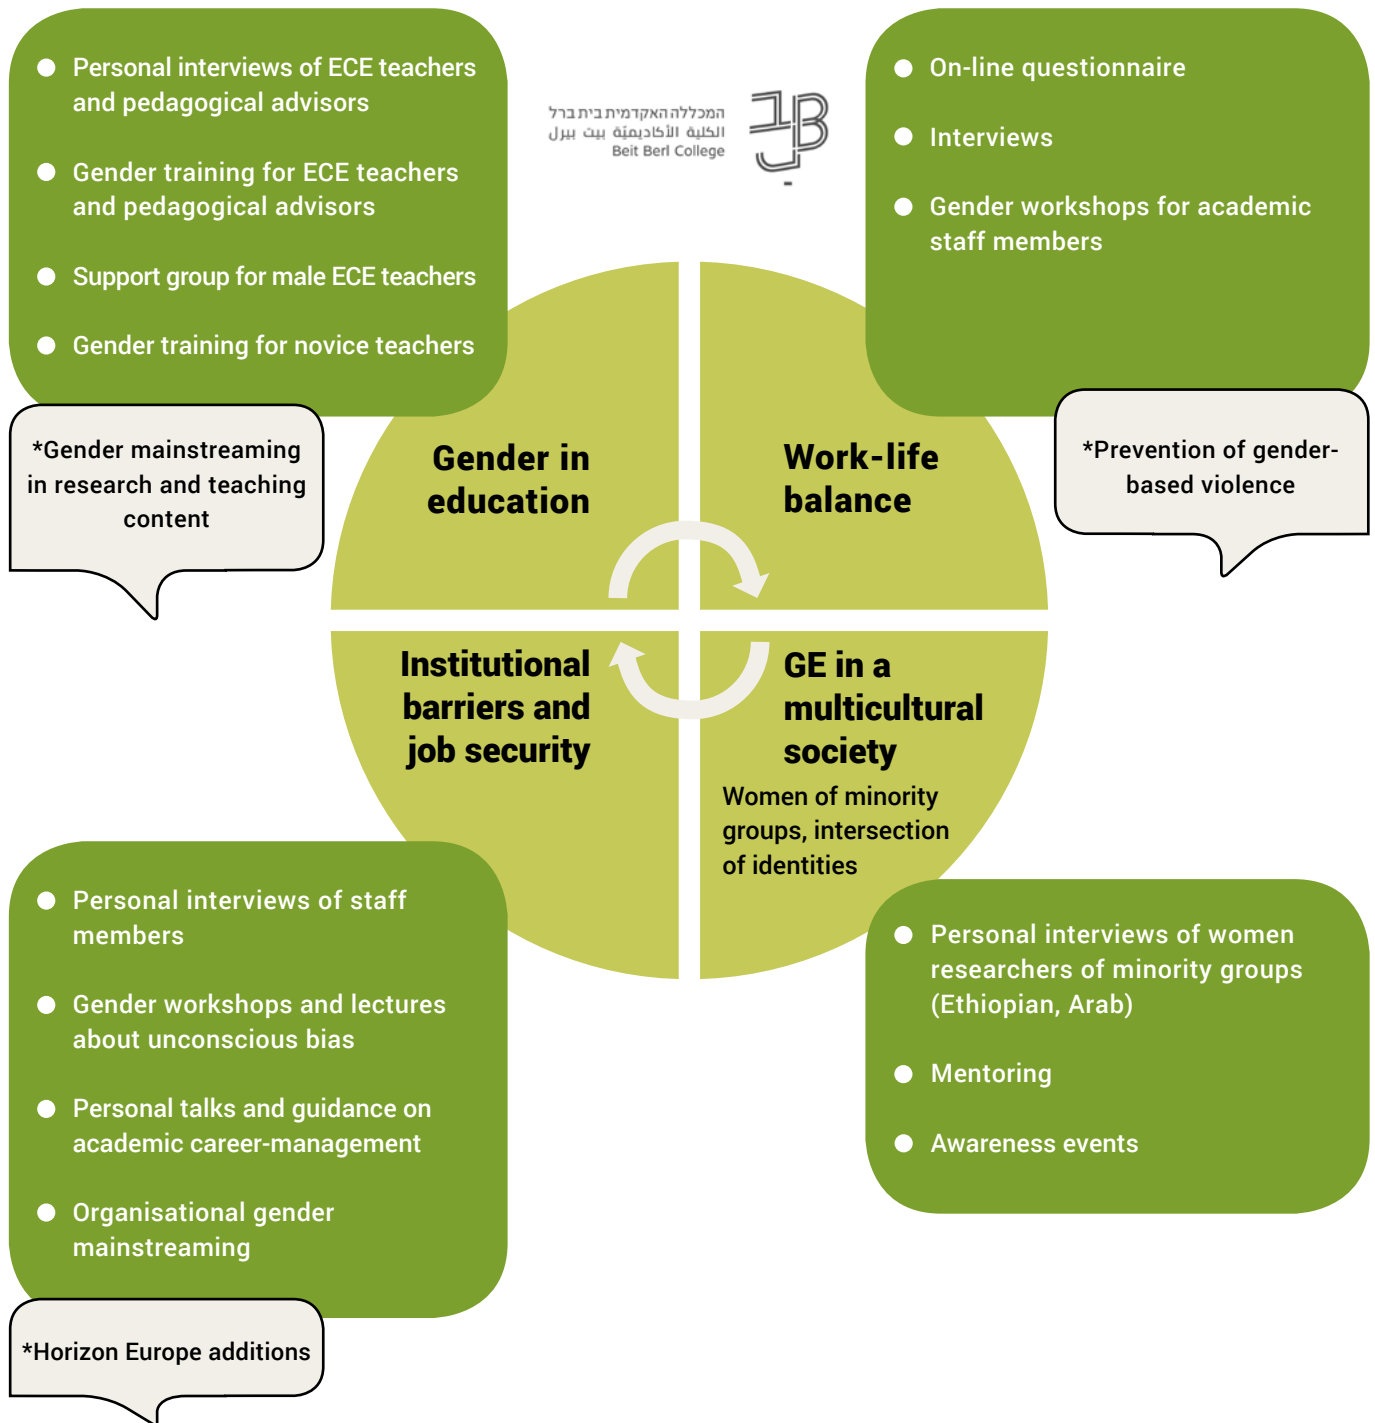 Personal interviews of ECE teachers
and pedagogical advisors
Gender training for ECE teachers
and pedagogical advisors
Support group for male ECE teachers
Gender training for novice teachers
המכללה האקדמית בית ברל
الكلية الأكاديميّة بيت بيرل
Beit Berl College
On-line questionnaire
Interviews
Gender workshops for academic
staff members
*Gender mainstreaming
in research and teaching
content
Gender in
education
Work-life
balance
*Prevention of gender-
based violence
Institutional
barriers and
job security
GE in a
multicultural
society
Women of minority
groups, intersection
of identities
Personal interviews of staff
members
Gender workshops and lectures
about unconscious bias
Personal talks and guidance on
academic career-management
Organisational gender
mainstreaming
Personal interviews of women
researchers of minority groups
(Ethiopian, Arab)
Mentoring
Awareness events
*Horizon Europe additions